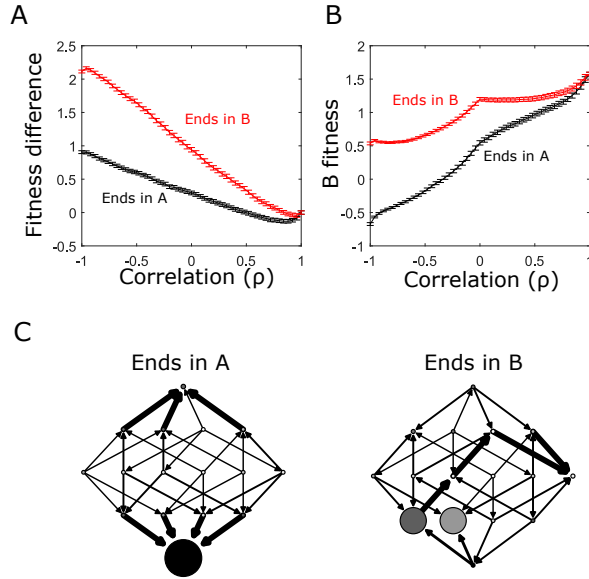 A
B
2.5
2
1.5
1
0.5
0
-0.5
Fitness difference
Ends in B
Ends in A
-1
-0.5
0
0.5
1
Correlation (ρ)
2
1.5
1
0.5
0
-0.5
-1
B fitness
Ends in B
Ends in A
-1
-0.5
0
0.5
1
Correlation (ρ)
C
Ends in A
Ends in B